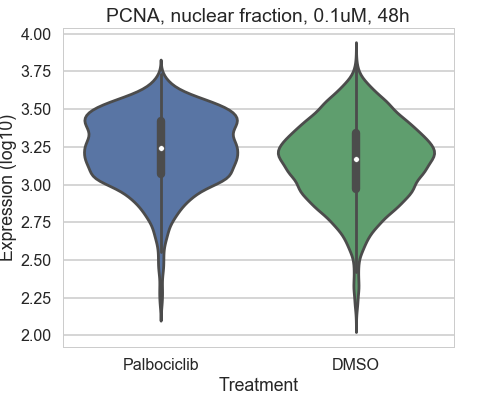 PCNA, nuclear fraction, 0.1uM, 48h
Expression (log10)
4.00
3.75
3.50
3.25
3.00
2.75
2.50
2.25
2.00
Palbociclib DMSO
Treatment